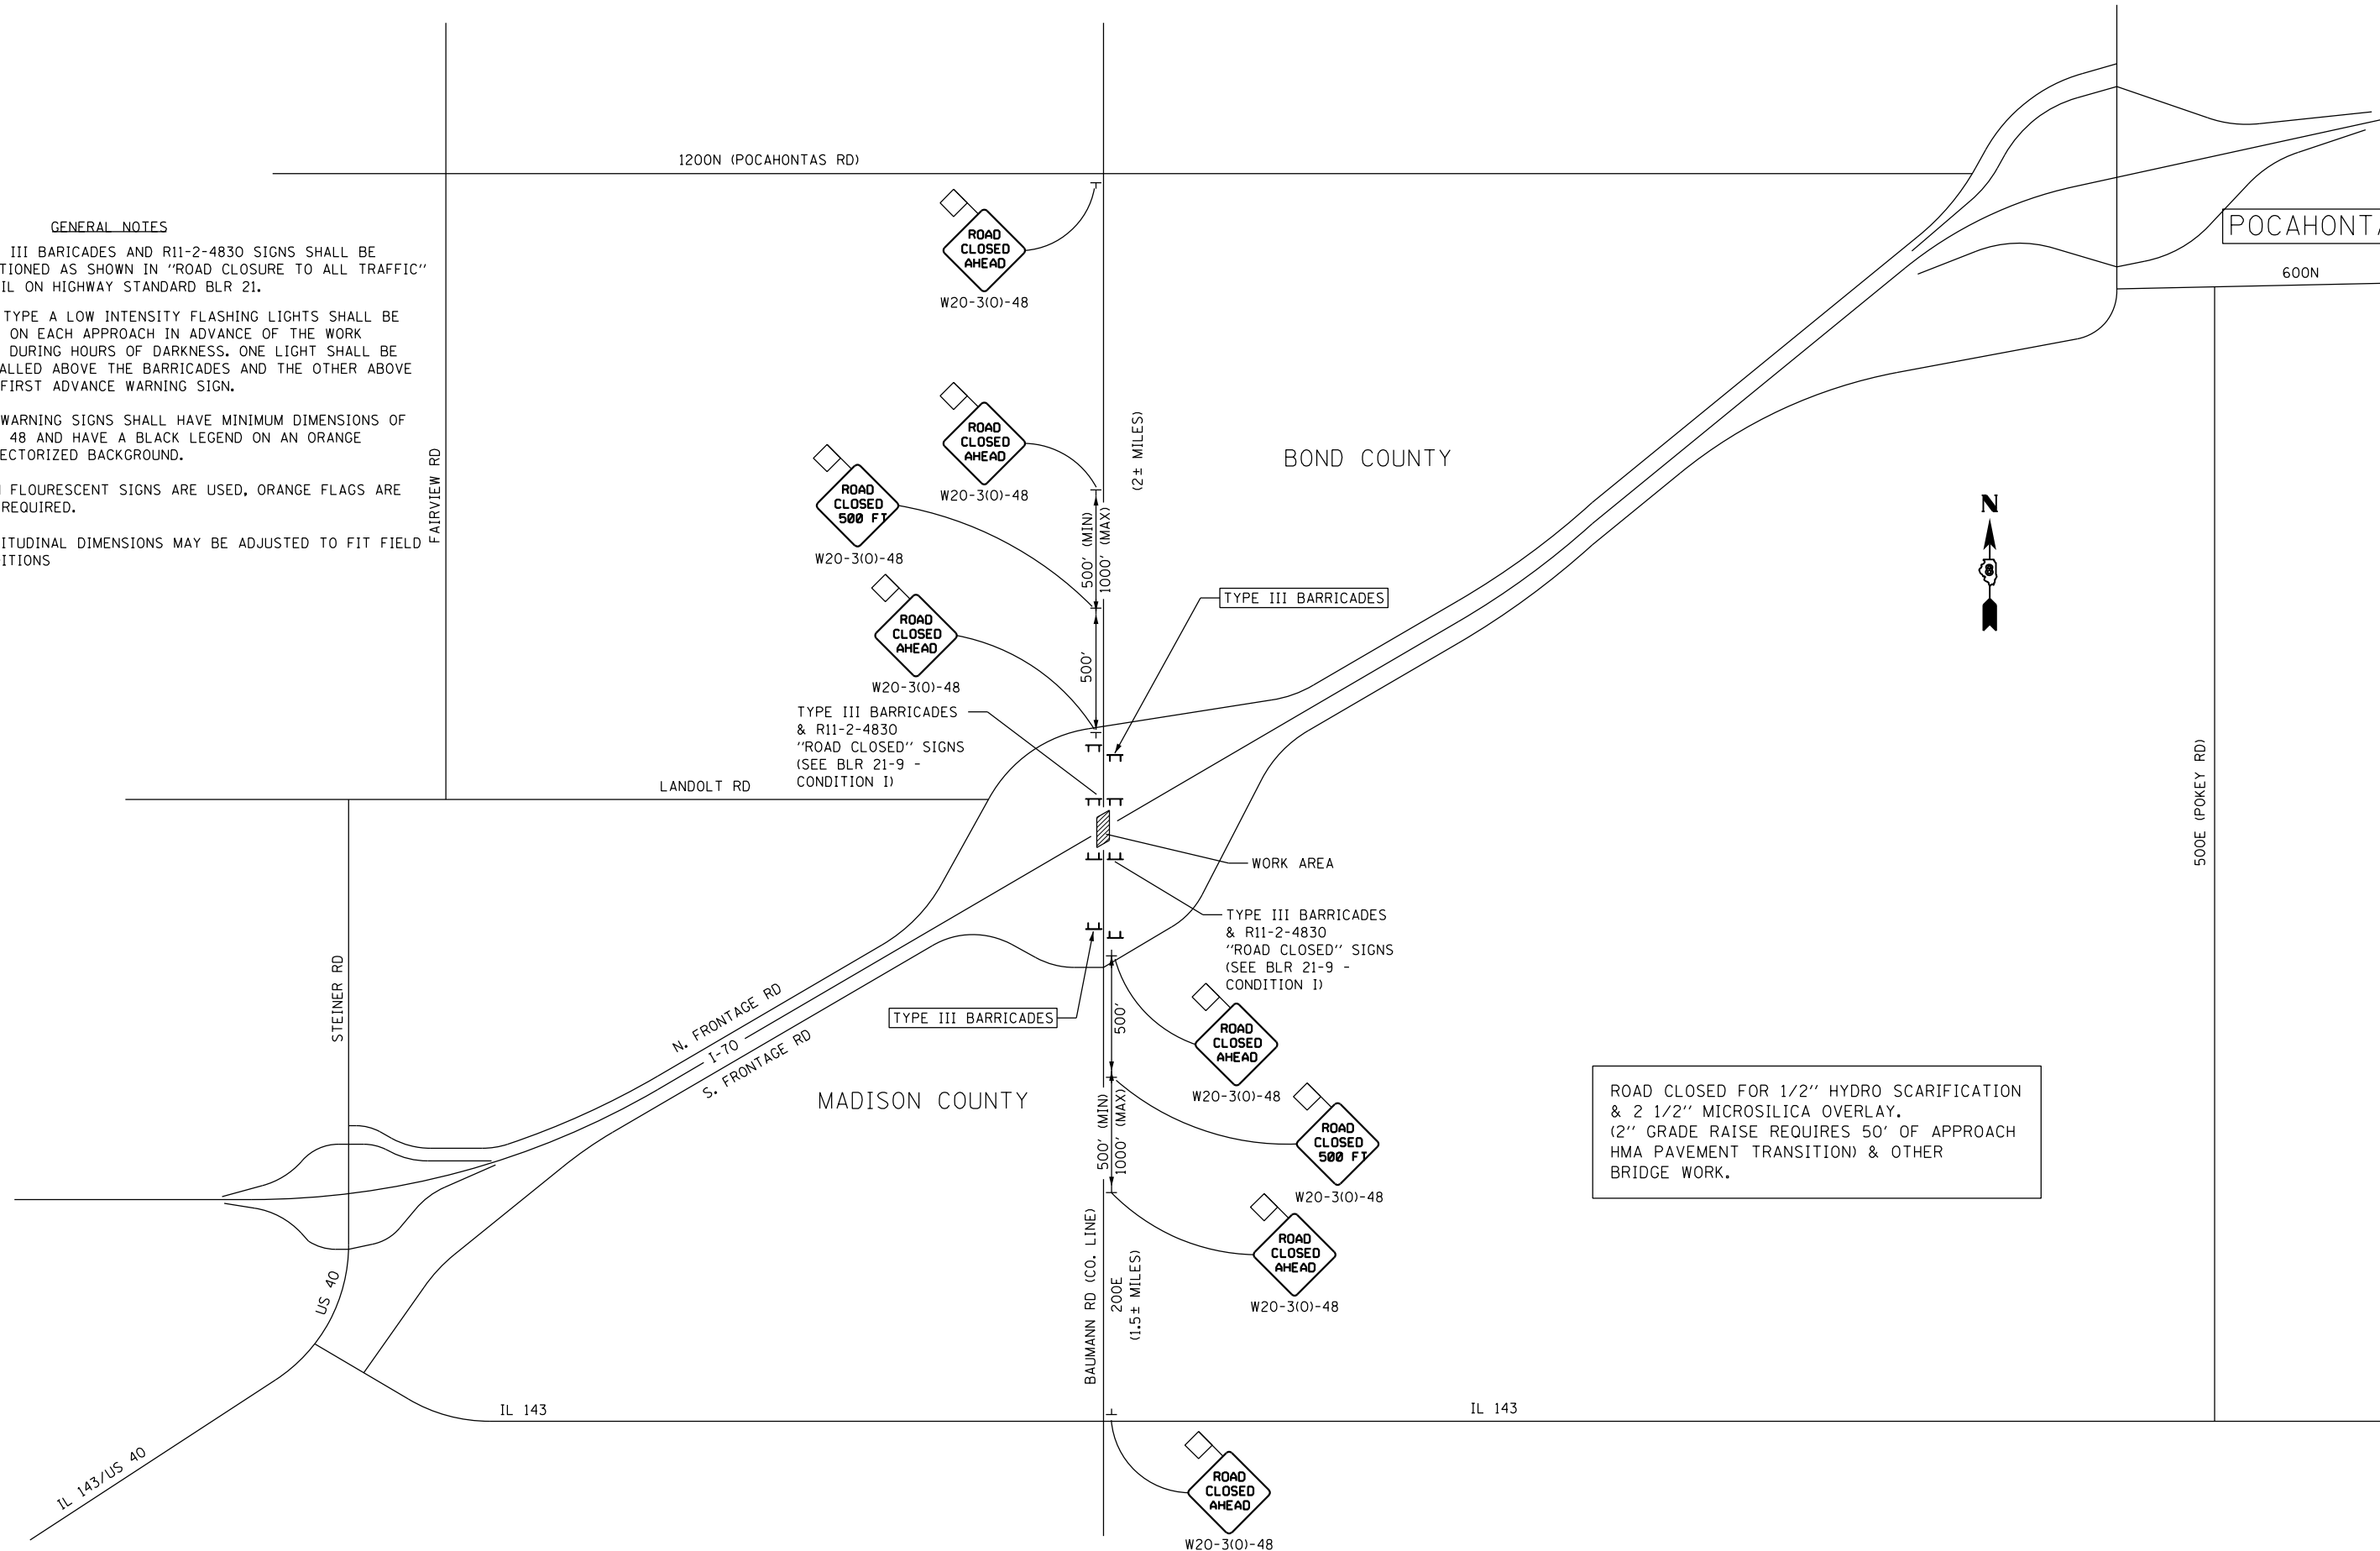 1200N (POCAHONTAS RD)
GENERAL NOTES
III BARICADES AND R11-2-4830 SIGNS SHALL BE
TIONED AS SHOWN IN "ROAD CLOSURE TO ALL TRAFFIC"
IL ON HIGHWAY STANDARD BLR 21.
TYPE A LOW INTENSITY FLASHING LIGHTS SHALL BE
ON EACH APPROACH IN ADVANCE OF THE WORK
DURING HOURS OF DARKNESS. ONE LIGHT SHALL BE
ALLED ABOVE THE BARRICADES AND THE OTHER ABOVE
FIRST ADVANCE WARNING SIGN.
WARNING SIGNS SHALL HAVE MINIMUM DIMENSIONS OF
48 AND HAVE A BLACK LEGEND ON AN ORANGE
ECTORIZED BACKGROUND.
FLOURESCENT SIGNS ARE USED, ORANGE FLAGS ARE
REQUIRED.
ITUDINAL DIMENSIONS MAY BE ADJUSTED TO FIT FIELD
ITIONS
FAIRVIEW RD
ROAD
CLOSED
AHEAD
W20-3(O)-48
POCAHONTA
600N
ROAD
CLOSED
AHEAD
W20-3(O)-48
(2± MILES)
BOND COUNTY
ROAD
CLOSED
500 FT
W20-3(O)-48
500' (MIN)
1000' (MAX)
N
8
ROAD
CLOSED
AHEAD
W20-3(O)-48
500'
TYPE III BARRICADES
TYPE III BARRICADES
& R11-2-4830
"ROAD CLOSED" SIGNS
(SEE BLR 21-9 -
CONDITION I)
LANDOLT RD
500E (POKEY RD)
WORK AREA
TYPE III BARRICADES
& R11-2-4830
"ROAD CLOSED" SIGNS
(SEE BLR 21-9 -
CONDITION I)
STEINER RD
N. FRONTAGE RD
I-70
S. FRONTAGE RD
TYPE III BARRICADES
500'
ROAD
CLOSED
AHEAD
W20-3(O)-48
MADISON COUNTY
500' (MIN)
1000' (MAX)
ROAD
CLOSED
500 FT
W20-3(O)-48
ROAD CLOSED FOR 1/2" HYDRO SCARIFICATION
& 2 1/2" MICROSILICA OVERLAY.
(2" GRADE RAISE REQUIRES 50' OF APPROACH
HMA PAVEMENT TRANSITION) & OTHER
BRIDGE WORK.
ROAD
CLOSED
AHEAD
W20-3(O)-48
BAUMANN RD (CO. LINE)
200E
(1.5± MILES)
US 40
IL 143
IL 143
IL 143/US 40
ROAD
CLOSED
AHEAD
W20-3(O)-48